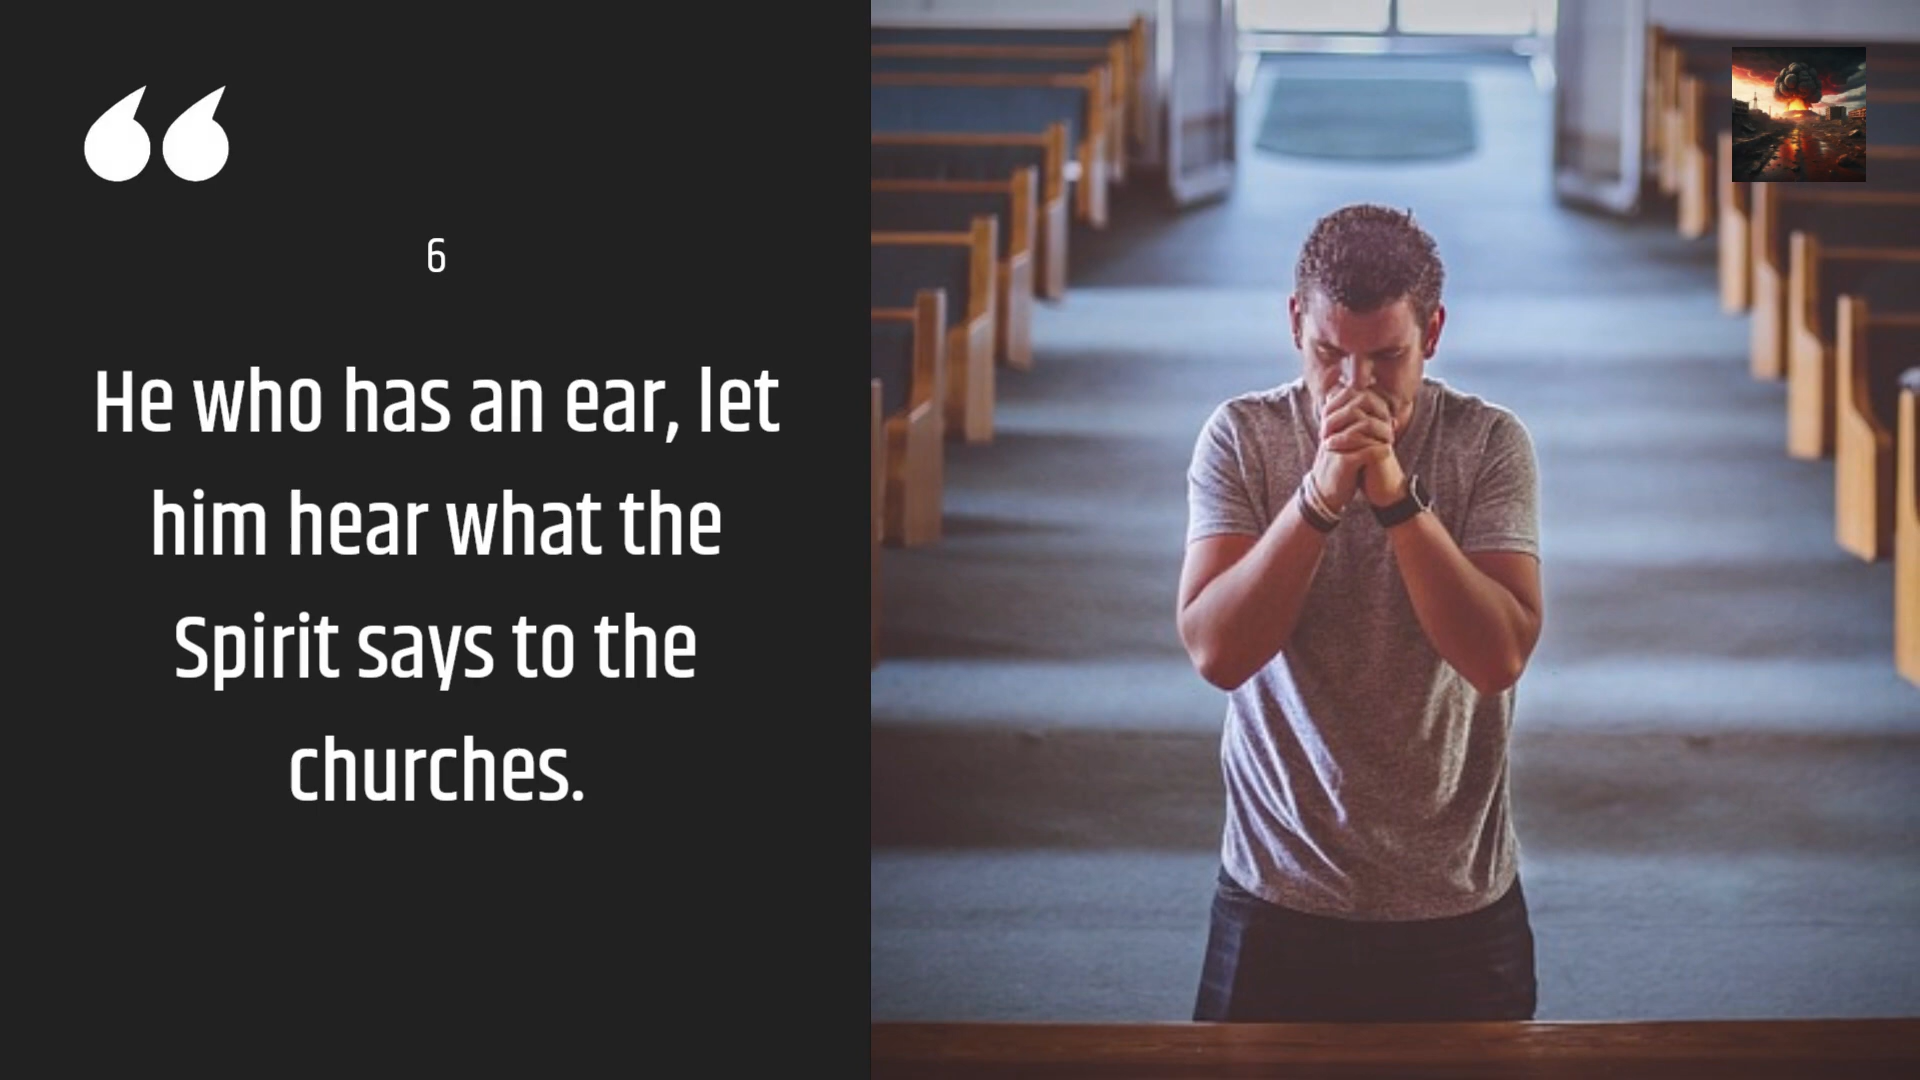 “
6
He who has an ear, let
him hear what the
Spirit says to the
churches.